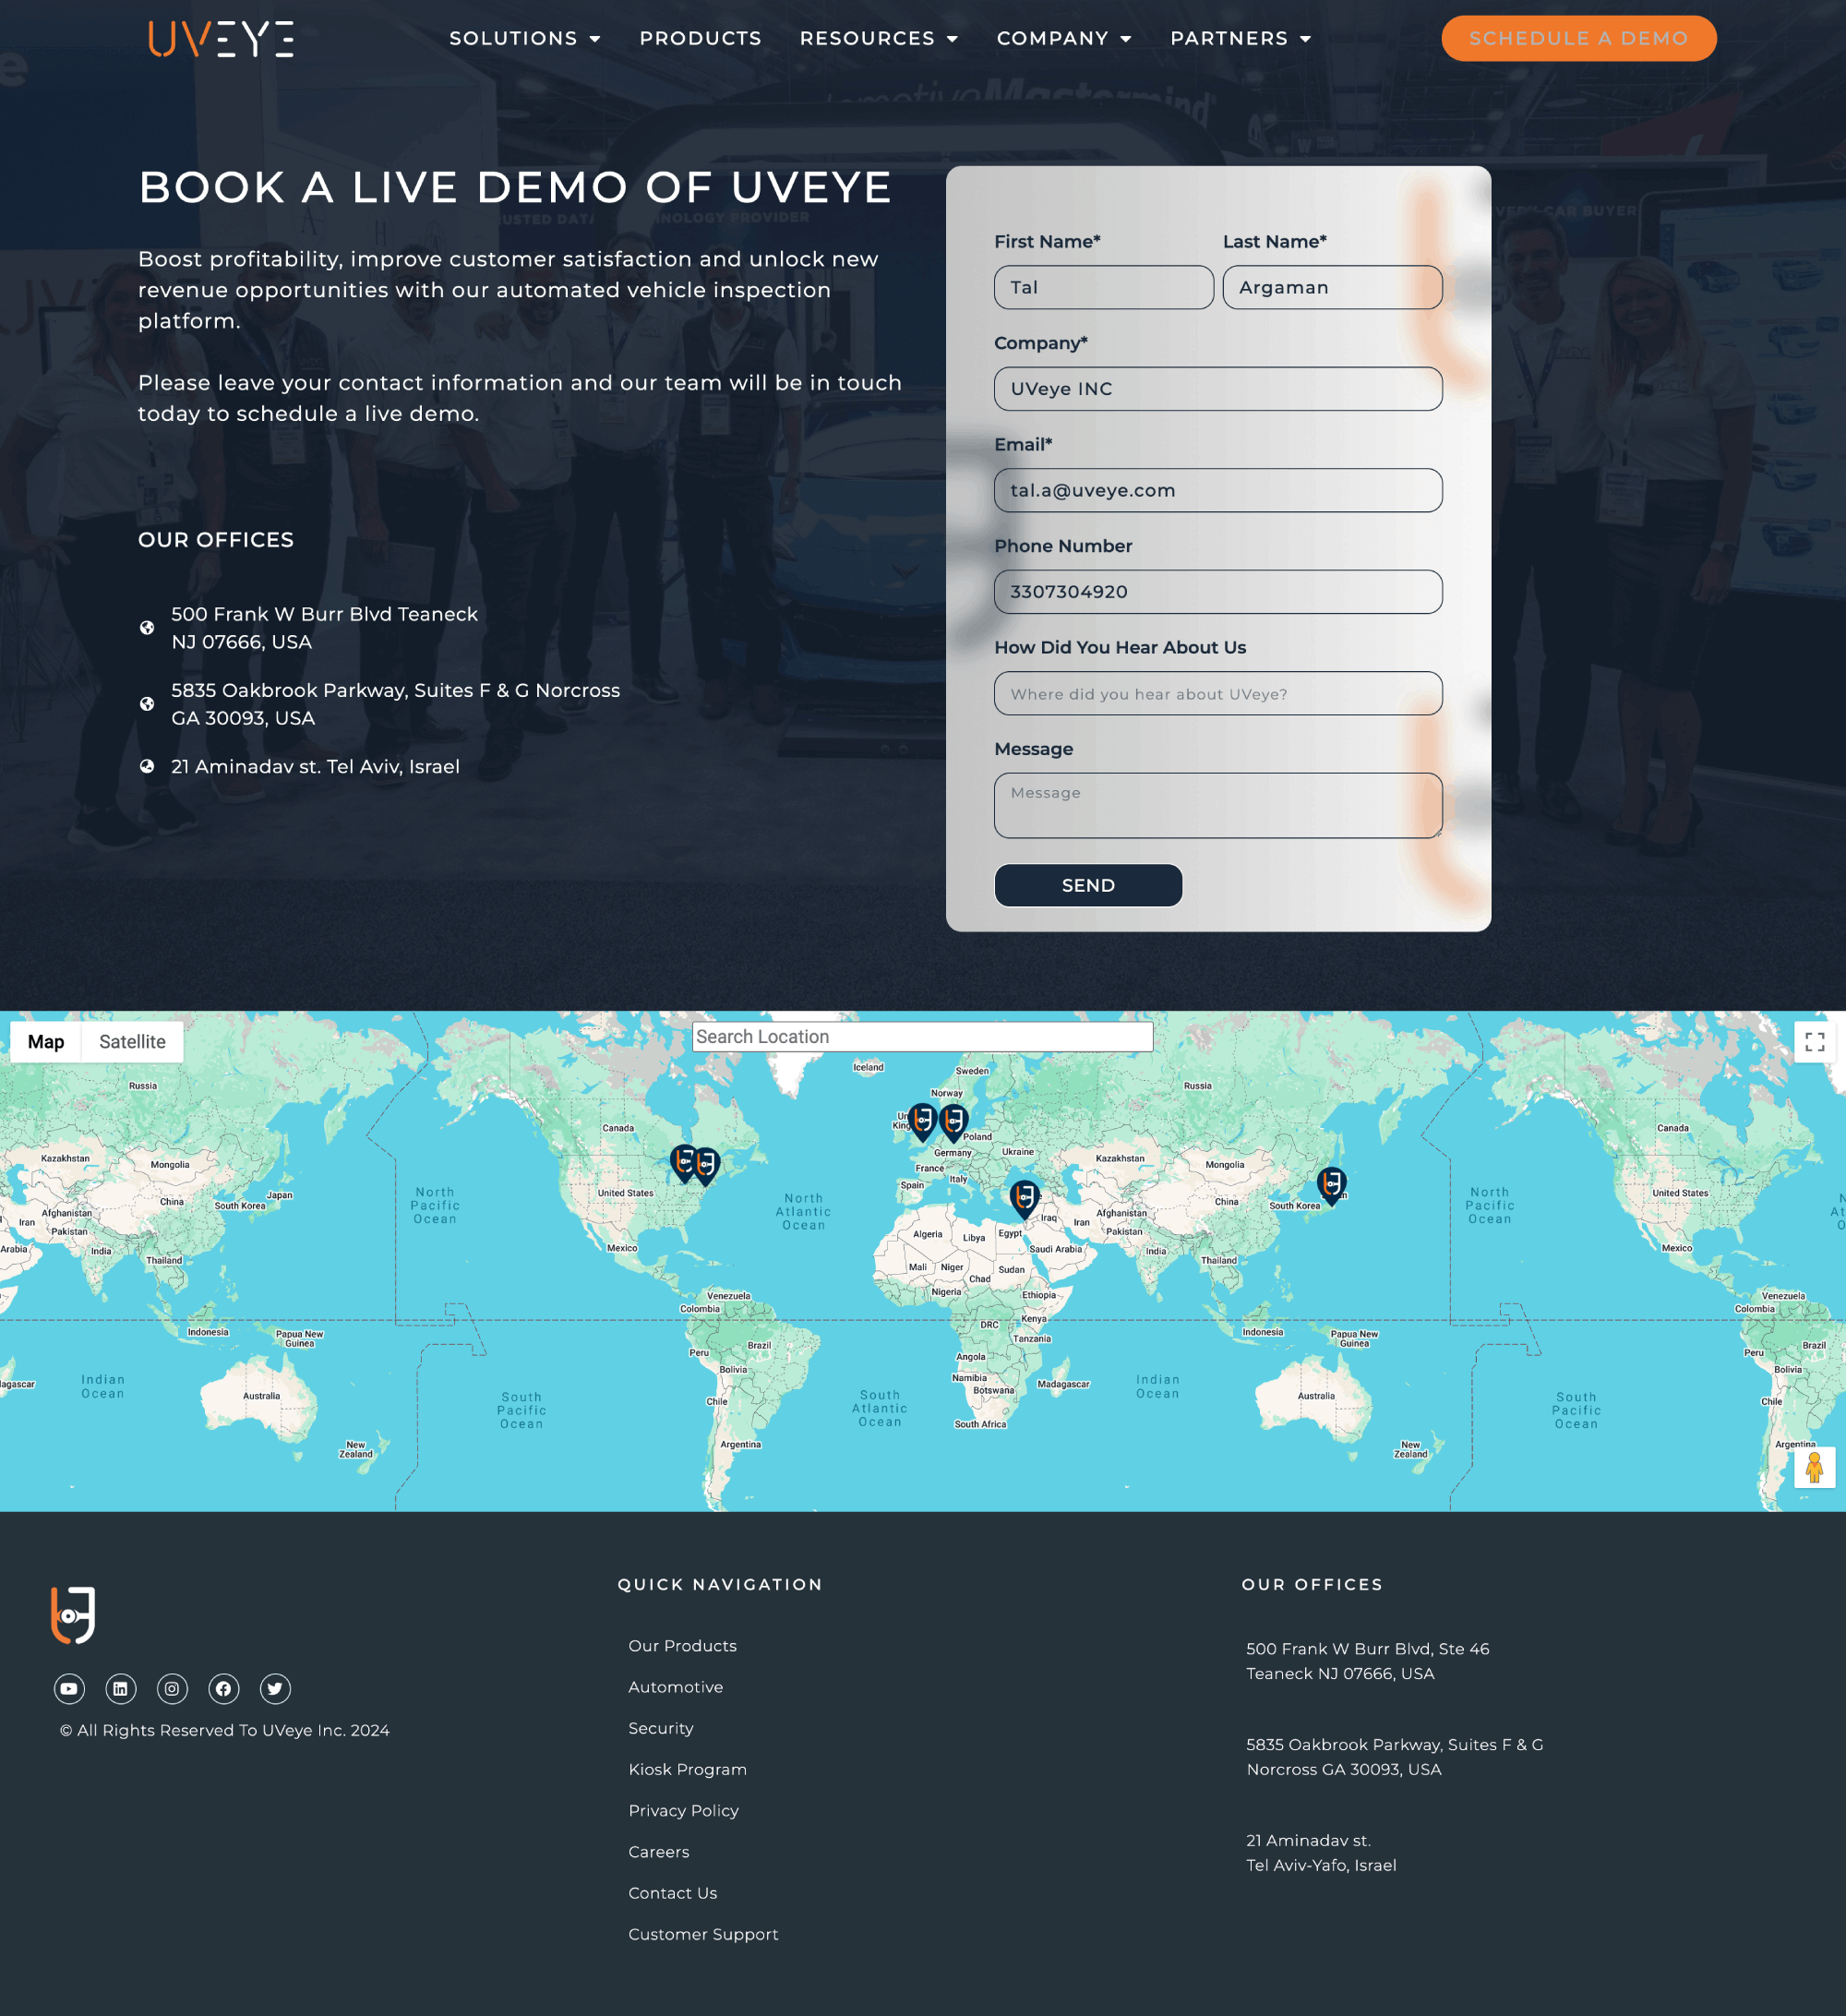 UVEYE
SOLUTIONS
PRODUCTS
RESOURCES
COMPANY
PARTNERS
SCHEDULE A DEMO
BOOK A LIVE DEMO OF UVEYE
Boost profitability, improve customer satisfaction and unlock new
revenue opportunities with our automated vehicle inspection
platform.
Please leave your contact information and our team will be in touch
today to schedule a live demo.
OUR OFFICES
500 Frank W Burr Blvd Teaneck
NJ 07666, USA
5835 Oakbrook Parkway, Suites F & G Norcross
GA 30093, USA
21 Aminadav st. Tel Aviv, Israel
First Name*
Last Name*
Tal
Argaman
Company*
UVeye INC
Email*
tal.a@uveye.com
Phone Number
3307304920
How Did You Hear About Us
Where did you hear about UVeye?
Message
Message
SEND
Map
Satellite
Search Location
Iceland
Sweden
Russia
Norway
Russia
Canada
Poland
Canada
Kazakhstan
Mongolia
Germany
Ukraine
Kazakhstan
Mongolia
France
Italy
Spain
China
Japan
South Korea
United States
North
Pacific
Ocean
North
Atlantic
Ocean
Iran
Afghanistan
Pakistan
India
Thailand
Iraq
Iran
Afghanistan
Pakistan
China
South Korea
North
Pacific
Ocean
United States
Mexico
Algeria
Libya
Egypt
Saudi Arabia
India
Thailand
Mexico
Mali
Niger
Chad
Sudan
Nigeria
Ethiopia
Venezuela
Colombia
Venezuela
Colombia
DRC
Kenya
Tanzania
Indonesia
Papua New
Guinea
Peru
Brazil
Bolivia
Angola
Namibia
Botswana
Madagascar
Indonesia
Papua New
Guinea
Peru
Brazil
Bolivia
Indian
Ocean
Australia
South
Pacific
Ocean
Chile
South
Atlantic
Ocean
South Africa
Indian
Ocean
Australia
South
Pacific
Ocean
Chile
New
Zealand
Argentina
New
Zealand
Argentina
QUICK NAVIGATION
OUR OFFICES
Our Products
Automotive
Security
Kiosk Program
Privacy Policy
Careers
Contact Us
Customer Support
500 Frank W Burr Blvd, Ste 46
Teaneck NJ 07666, USA
5835 Oakbrook Parkway, Suites F & G
Norcross GA 30093, USA
21 Aminadav st.
Tel Aviv-Yafo, Israel
© All Rights Reserved To UVeye Inc. 2024